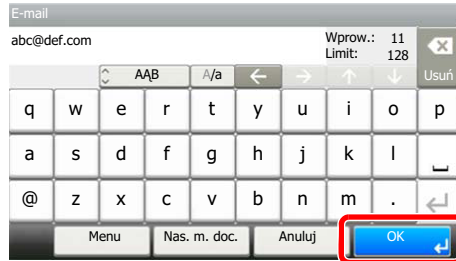 E-mail
abc@def.com Wprow.: 11
Limit: 128
AĄB A/a Usuń
q w e r t y u i o p
a s d f g h j k l
@ z x c v b n m .
Menu Nas. m. doc. Anuluj OK